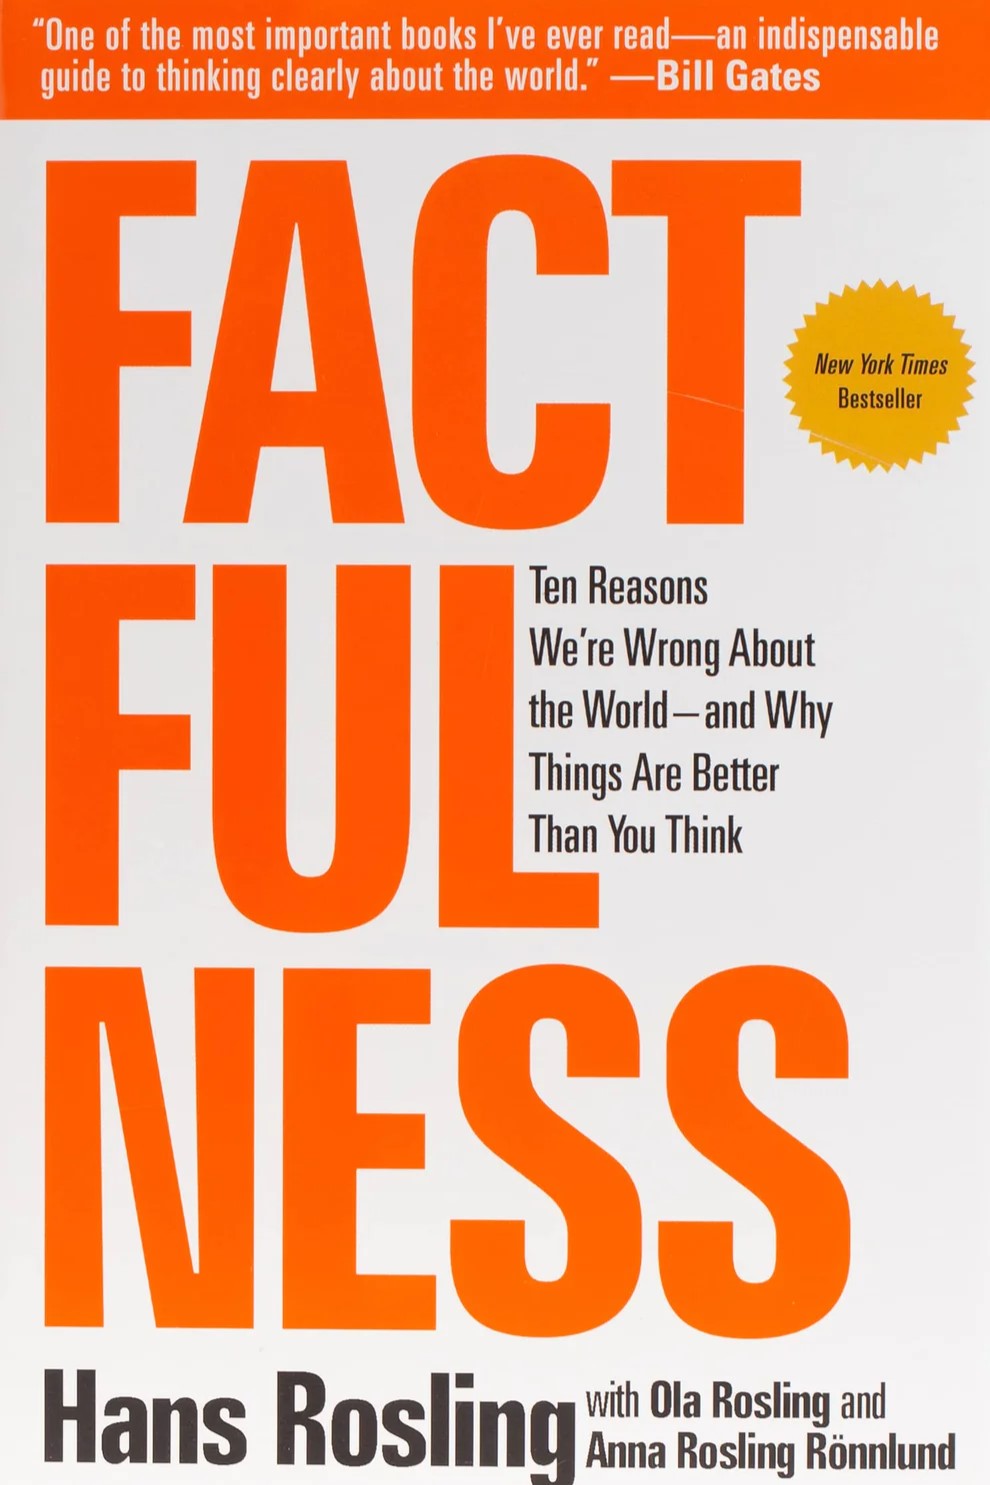 “One of the most important books I’ve ever read—an indispensable
guide to thinking clearly about the world.” —Bill Gates
FACT
New York Times
Bestseller
FUL
Ten Reasons
We’re Wrong About
the World—and Why
Things Are Better
Than You Think
NESS
Hans Rosling
with Ola Rosling and
Anna Rosling Rönnlund